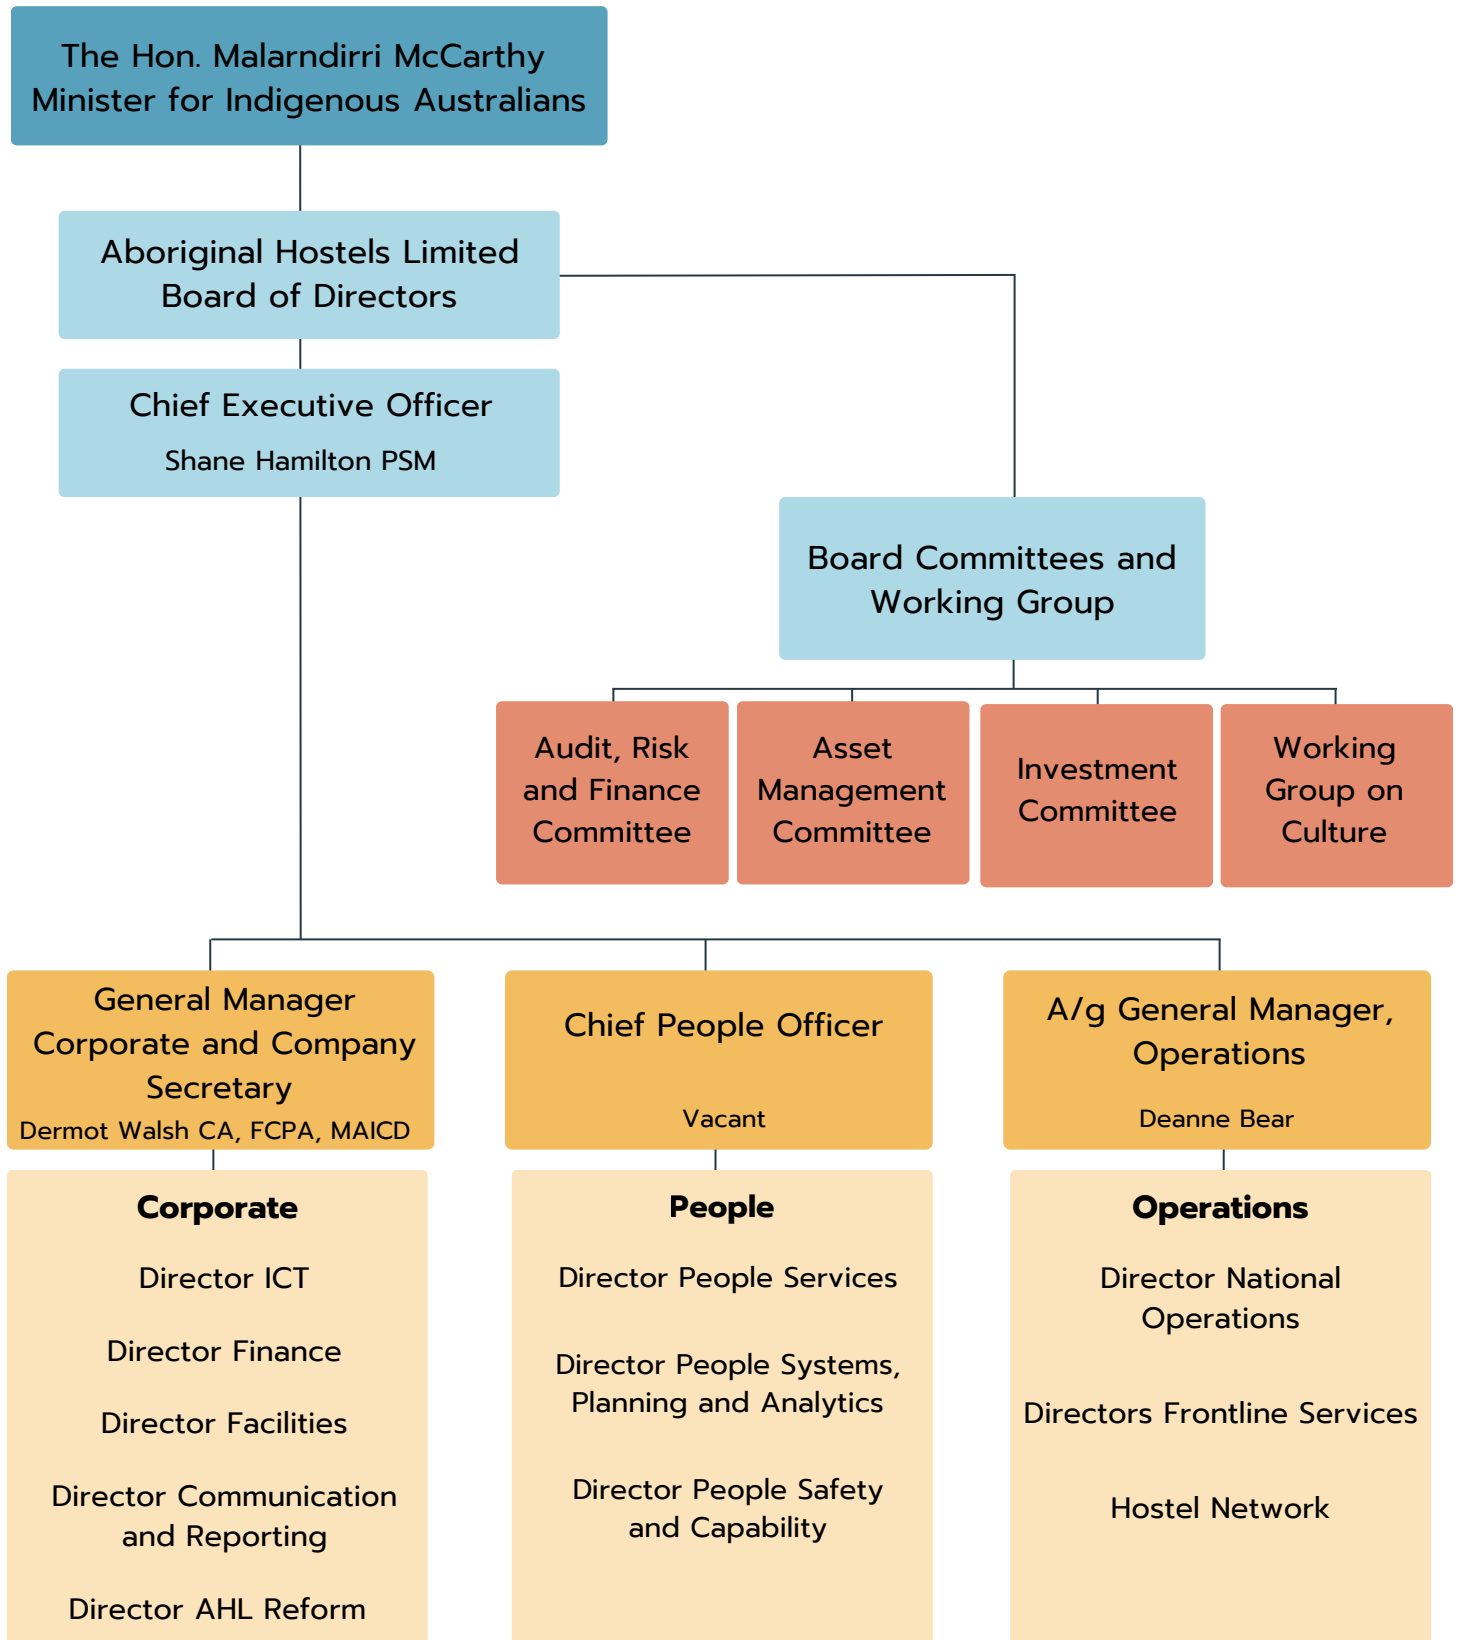 The Hon. Malarndirri McCarthy
Minister for Indigenous Australians
Aboriginal Hostels Limited
Board of Directors
Chief Executive Officer
Shane Hamilton PSM
Board Committees and
Working Group
Audit, Risk
and Finance
Committee
Asset
Management
Committee
Investment
Committee
Working
Group on
Culture
General Manager
Corporate and Company
Secretary
Dermot Walsh CA, FCPA, MAICD
Chief People Officer
Vacant
A/g General Manager,
Operations
Deanne Bear
Corporate
Director ICT
Director Finance
Director Facilities
Director Communication
and Reporting
Director AHL Reform
People
Director People Services
Director People Systems,
Planning and Analytics
Director People Safety
and Capability
Operations
Director National
Operations
Directors Frontline Services
Hostel Network